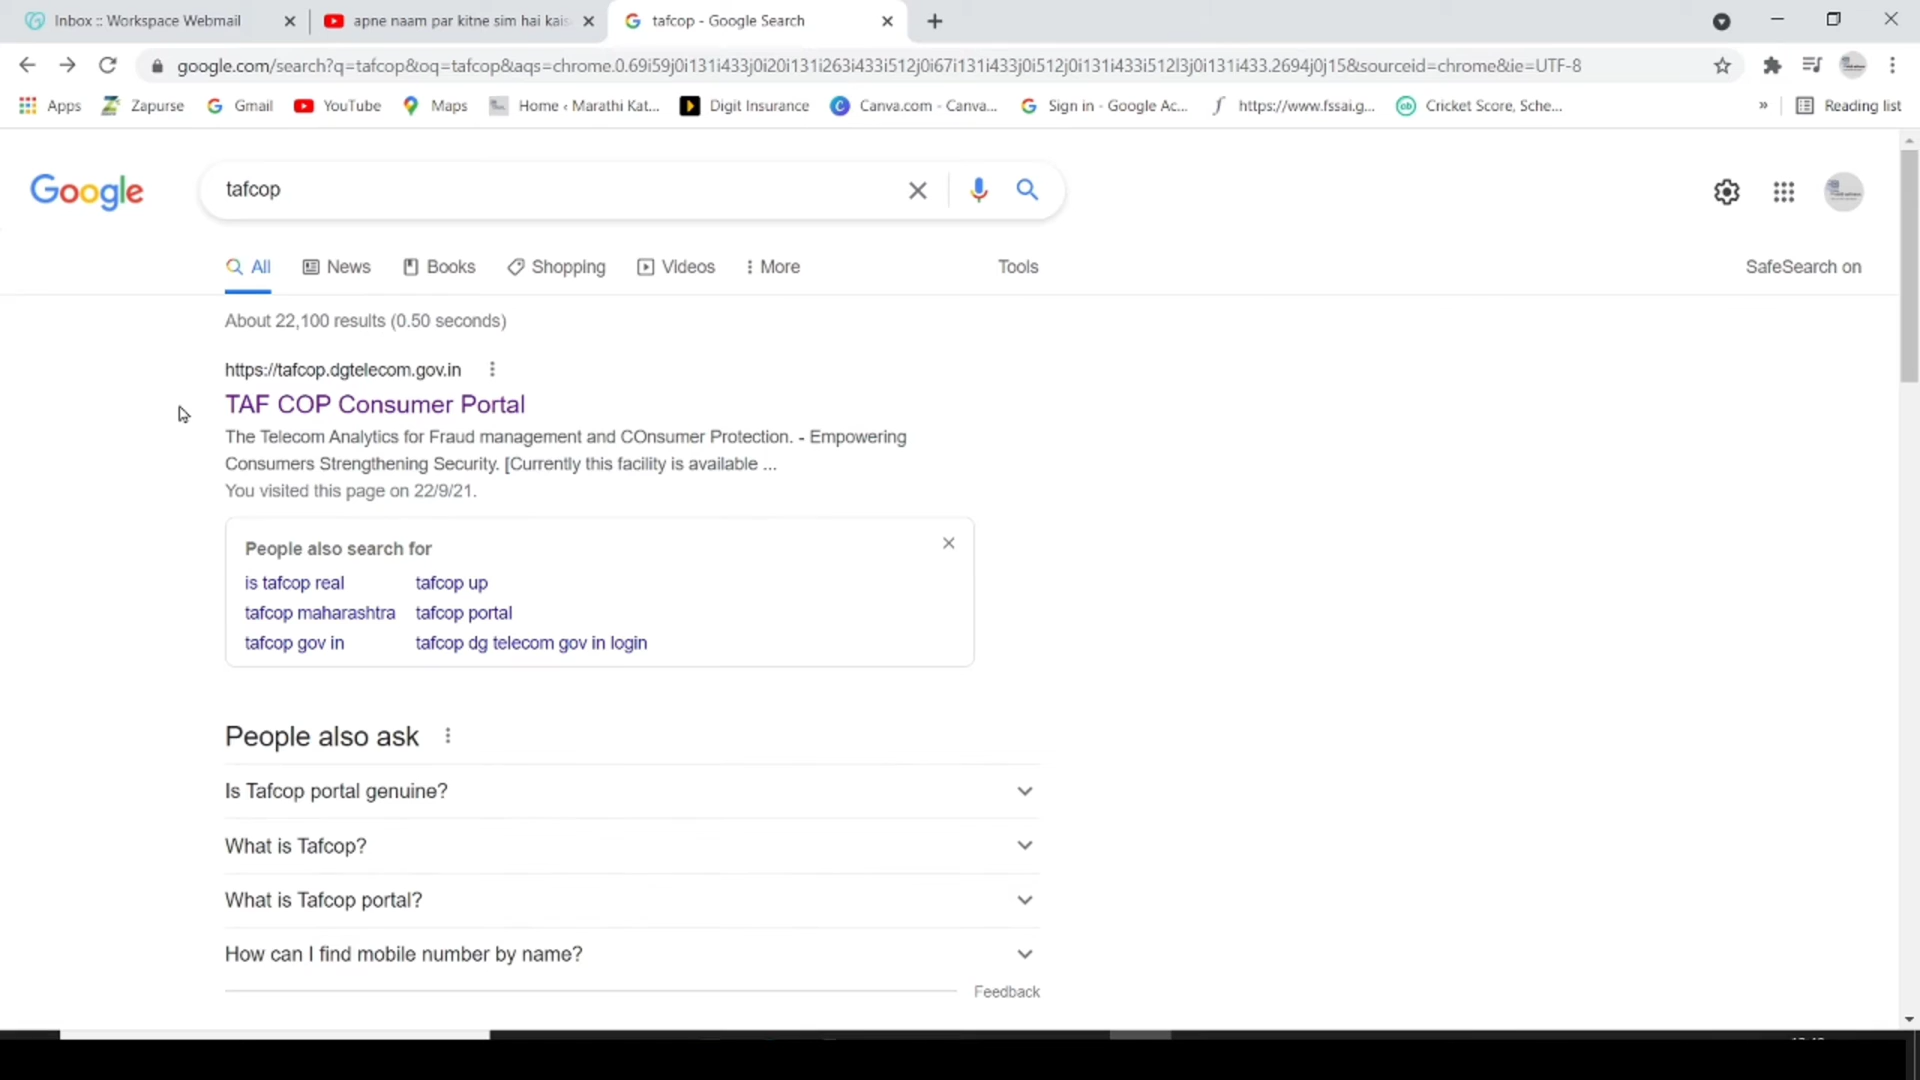 Inbox :: Workspace Webmail
apne naam par kitne sim hai kais
tafcop - Google Search
google.com/search?q=tafcop&oq=tafcop&aqs=chrome.0.69i59j0i131i433j0i20i131i263i433i512j0i67i131i433j0i512j0i131i433i512l3j0i131i433.2694j0j15&sourceid=chrome&ie=UTF-8
Apps
Zapurse
Gmail
YouTube
Maps
Home ‹ Marathi Kat...
Digit Insurance
Canva.com - Canva...
Sign in - Google Ac...
https://www.fssai.g...
Cricket Score, Sche...
»
Reading list
Google
tafcop
All
News
Books
Shopping
Videos
More
Tools
SafeSearch on
About 22,100 results (0.50 seconds)
https://tafcop.dgtelecom.gov.in
TAF COP Consumer Portal
The Telecom Analytics for Fraud management and COnsumer Protection. - Empowering
Consumers Strengthening Security. [Currently this facility is available ...
You visited this page on 22/9/21.
People also search for
is tafcop real
tafcop up
tafcop maharashtra
tafcop portal
tafcop gov in
tafcop dg telecom gov in login
People also ask
Is Tafcop portal genuine?
What is Tafcop?
What is Tafcop portal?
How can I find mobile number by name?
Feedback